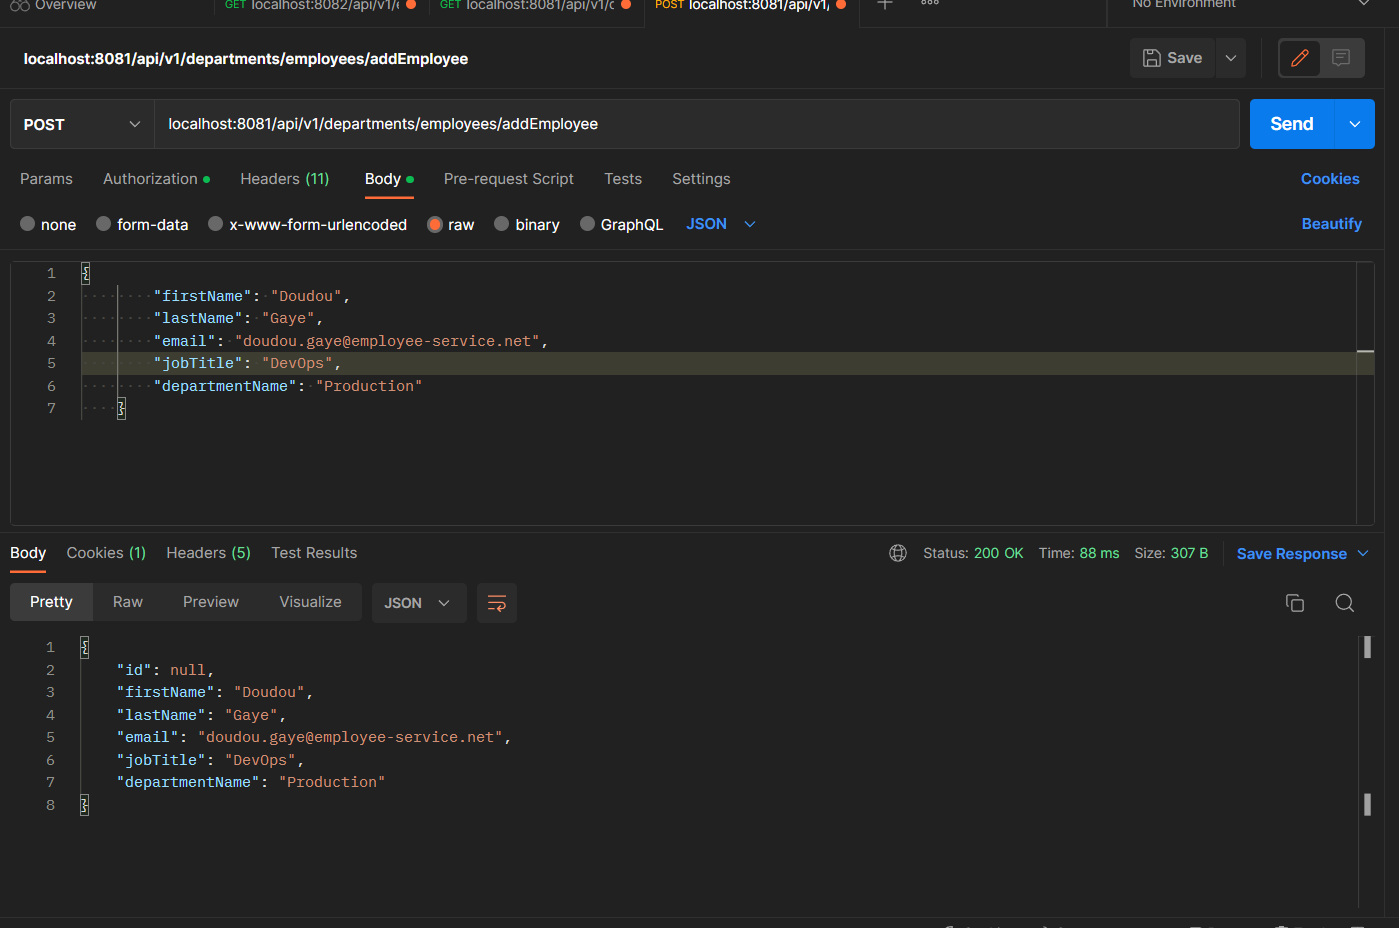 Overview GET localhost:8082/api/v1/e GET localhost:8081/api/v1/c POST localhost:8081/api/v1/ No Environment
localhost:8081/api/v1/departments/employees/addEmployee Save
POST localhost:8081/api/v1/departments/employees/addEmployee Send
Params Authorization Headers (11) Body Pre-request Script Tests Settings Cookies
none form-data x-www-form-urlencoded raw binary GraphQL JSON Beautify
1 {
2 "firstName": "Doudou",
3 "lastName": "Gaye",
4 "email": "doudou.gaye@employee-service.net",
5 "jobTitle": "DevOps",
6 "departmentName": "Production"
7 }
Body Cookies (1) Headers (5) Test Results Status: 200 OK Time: 88 ms Size: 307 B Save Response
Pretty Raw Preview Visualize JSON
1 {
2 "id": null,
3 "firstName": "Doudou",
4 "lastName": "Gaye",
5 "email": "doudou.gaye@employee-service.net",
6 "jobTitle": "DevOps",
7 "departmentName": "Production"
8 }